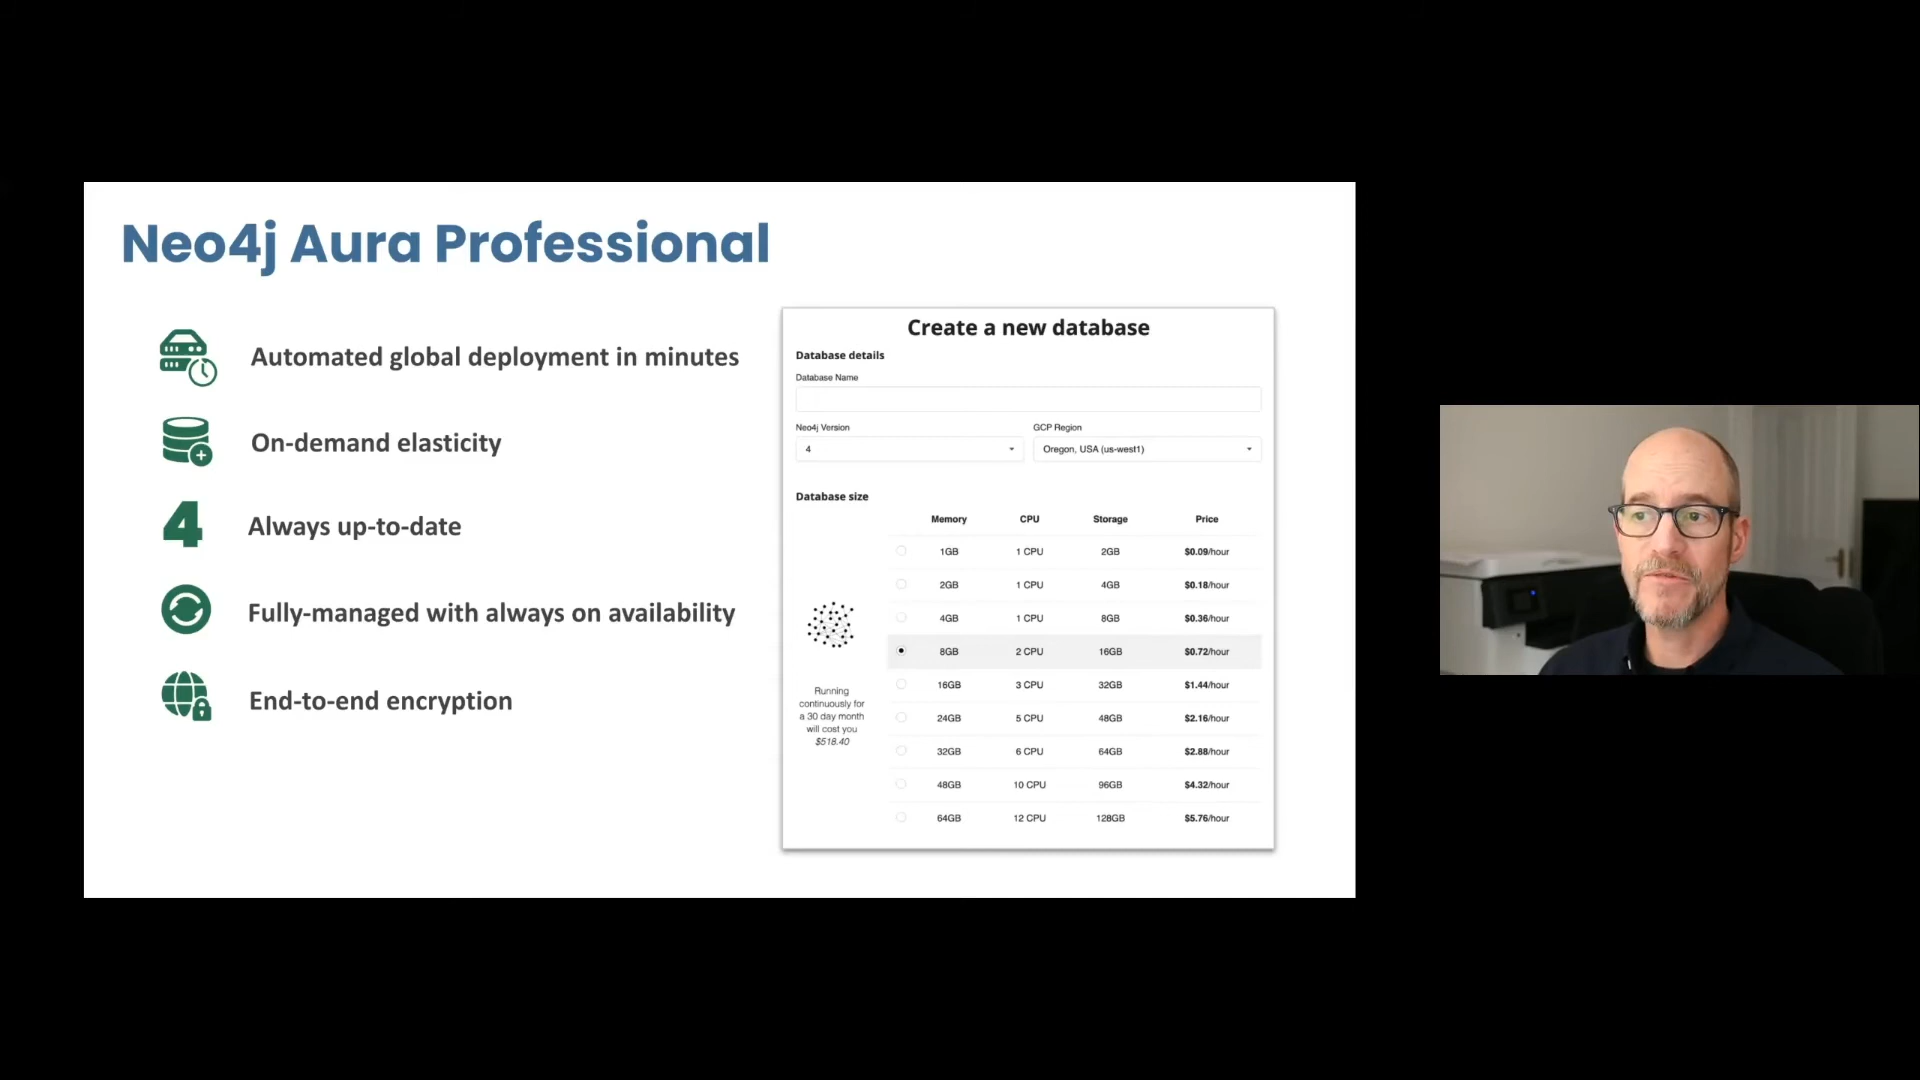 Neo4j Aura Professional
Automated global deployment in minutes
On-demand elasticity
4
Always up-to-date
Fully-managed with always on availability
End-to-end encryption
Create a new database
Database details
Database Name
Neo4j Version
GCP Region
4
Oregon, USA (us-west1)
Database size
Memory CPU Storage Price
1GB 1 CPU 2GB $0.09/hour
2GB 1 CPU 4GB $0.18/hour
4GB 1 CPU 8GB $0.36/hour
8GB 2 CPU 16GB $0.72/hour
16GB 3 CPU 32GB $1.44/hour
24GB 5 CPU 48GB $2.16/hour
32GB 6 CPU 64GB $2.88/hour
48GB 10 CPU 96GB $4.32/hour
64GB 12 CPU 128GB $5.76/hour
Running
continuously for
a 30 day month
will cost you
$518.40